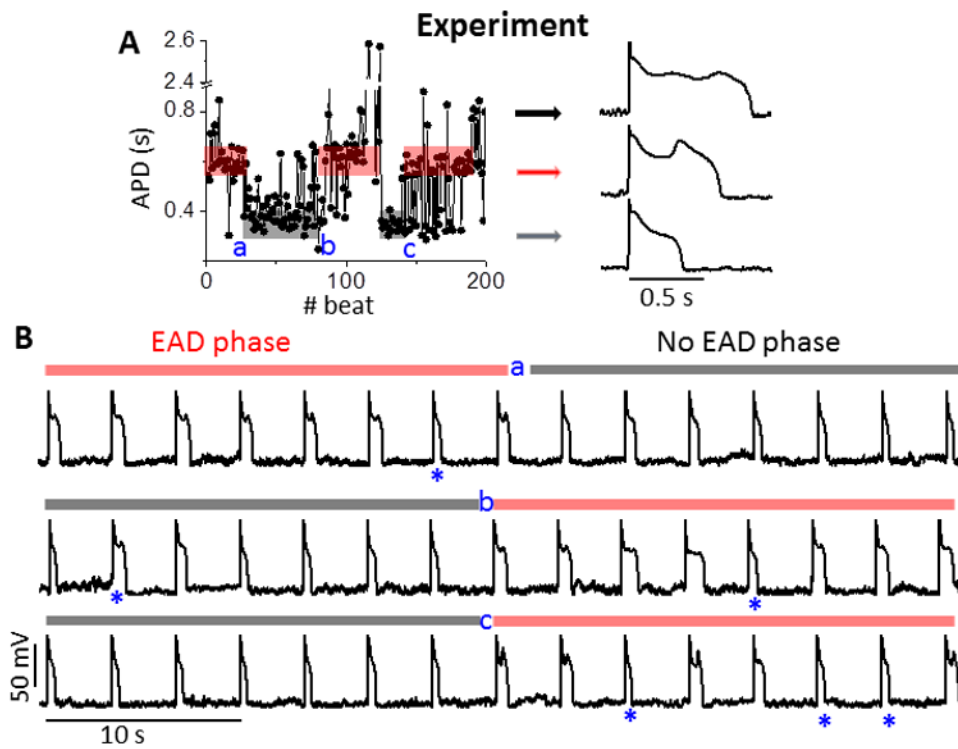 Experiment
A
2.6
2.4
0.8
0.4
APD (s)
a
b
c
0
100
200
# beat
0.5 s
B
EAD phase
No EAD phase
a
*
b
*
*
c
50 mV
*
*
*
10 s